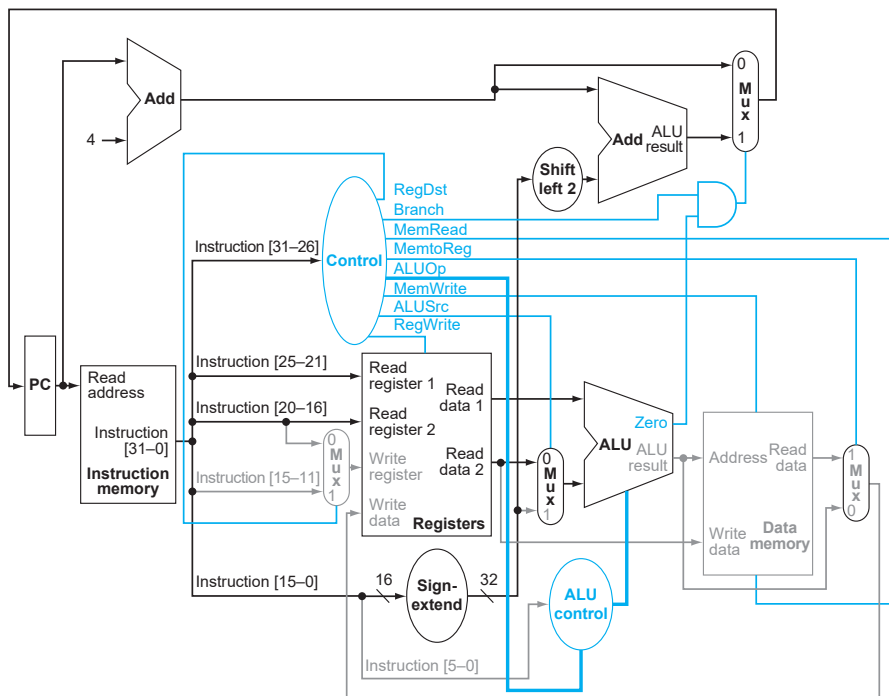 0
M
u
x
1
Add
4
Add
ALU
result
Shift
left 2
RegDst
Branch
MemRead
MemtoReg
ALUOp
MemWrite
ALUSrc
RegWrite
Instruction [31–26]
Control
PC
Read
address
Instruction
[31–0]
Instruction
memory
Instruction [25–21]
Instruction [20–16]
Instruction [15–11]
0
M
u
x
1
Read
register 1
Read
register 2
Write
register
Write
data
Read
data 1
Read
data 2
Registers
0
M
u
x
1
Zero
ALU
ALU
result
Address
Read
data
Write
data
Data
memory
1
M
u
x
0
Instruction [15–0]
16
Sign-
extend
32
ALU
control
Instruction [5–0]